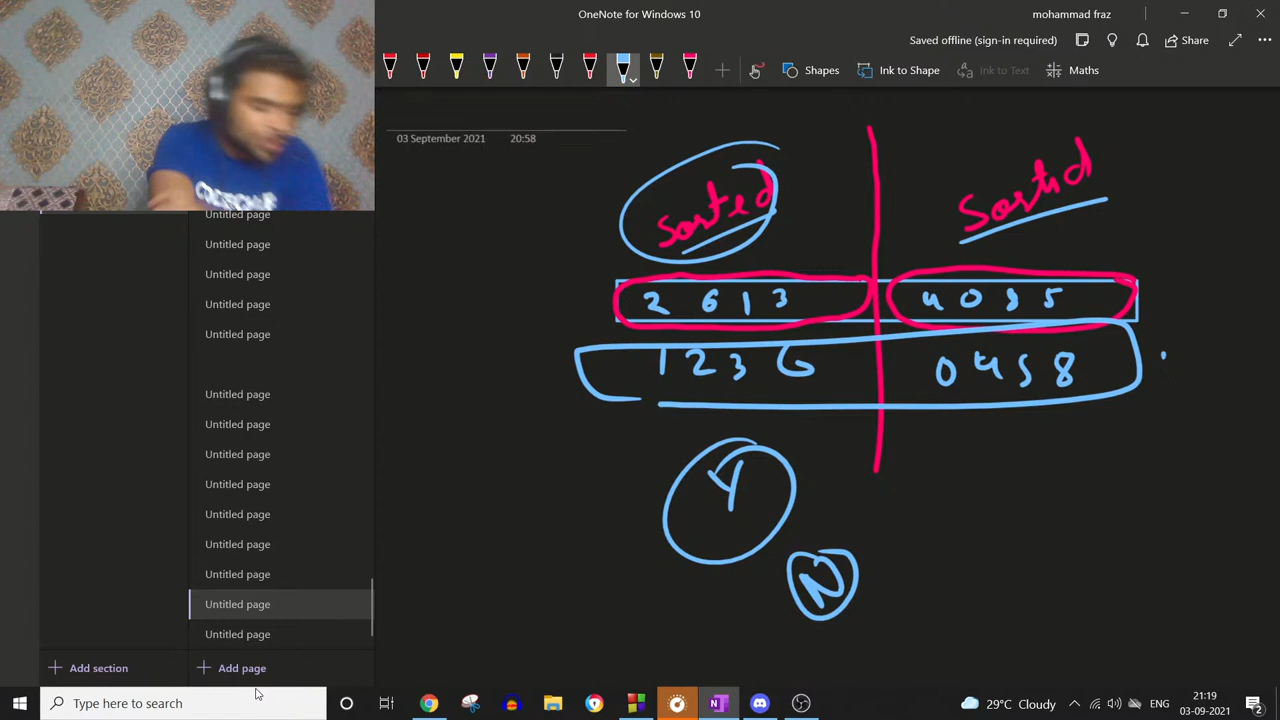 OneNote for Windows 10
mohammad fraz
Saved offline (sign-in required)
Share
Shapes
Ink to Shape
Ink to Text
Maths
03 September 2021 20:58
Sorted
Sorted
2 6 1 3
4 0 8 5
1 2 3 6
0 4 5 8
Y
N
Untitled page
Untitled page
Untitled page
Untitled page
Untitled page
Untitled page
Untitled page
Untitled page
Untitled page
Untitled page
Untitled page
Untitled page
Untitled page
Untitled page
Add section
Add page
Type here to search
29°C Cloudy
ENG
21:19
03-09-2021
2